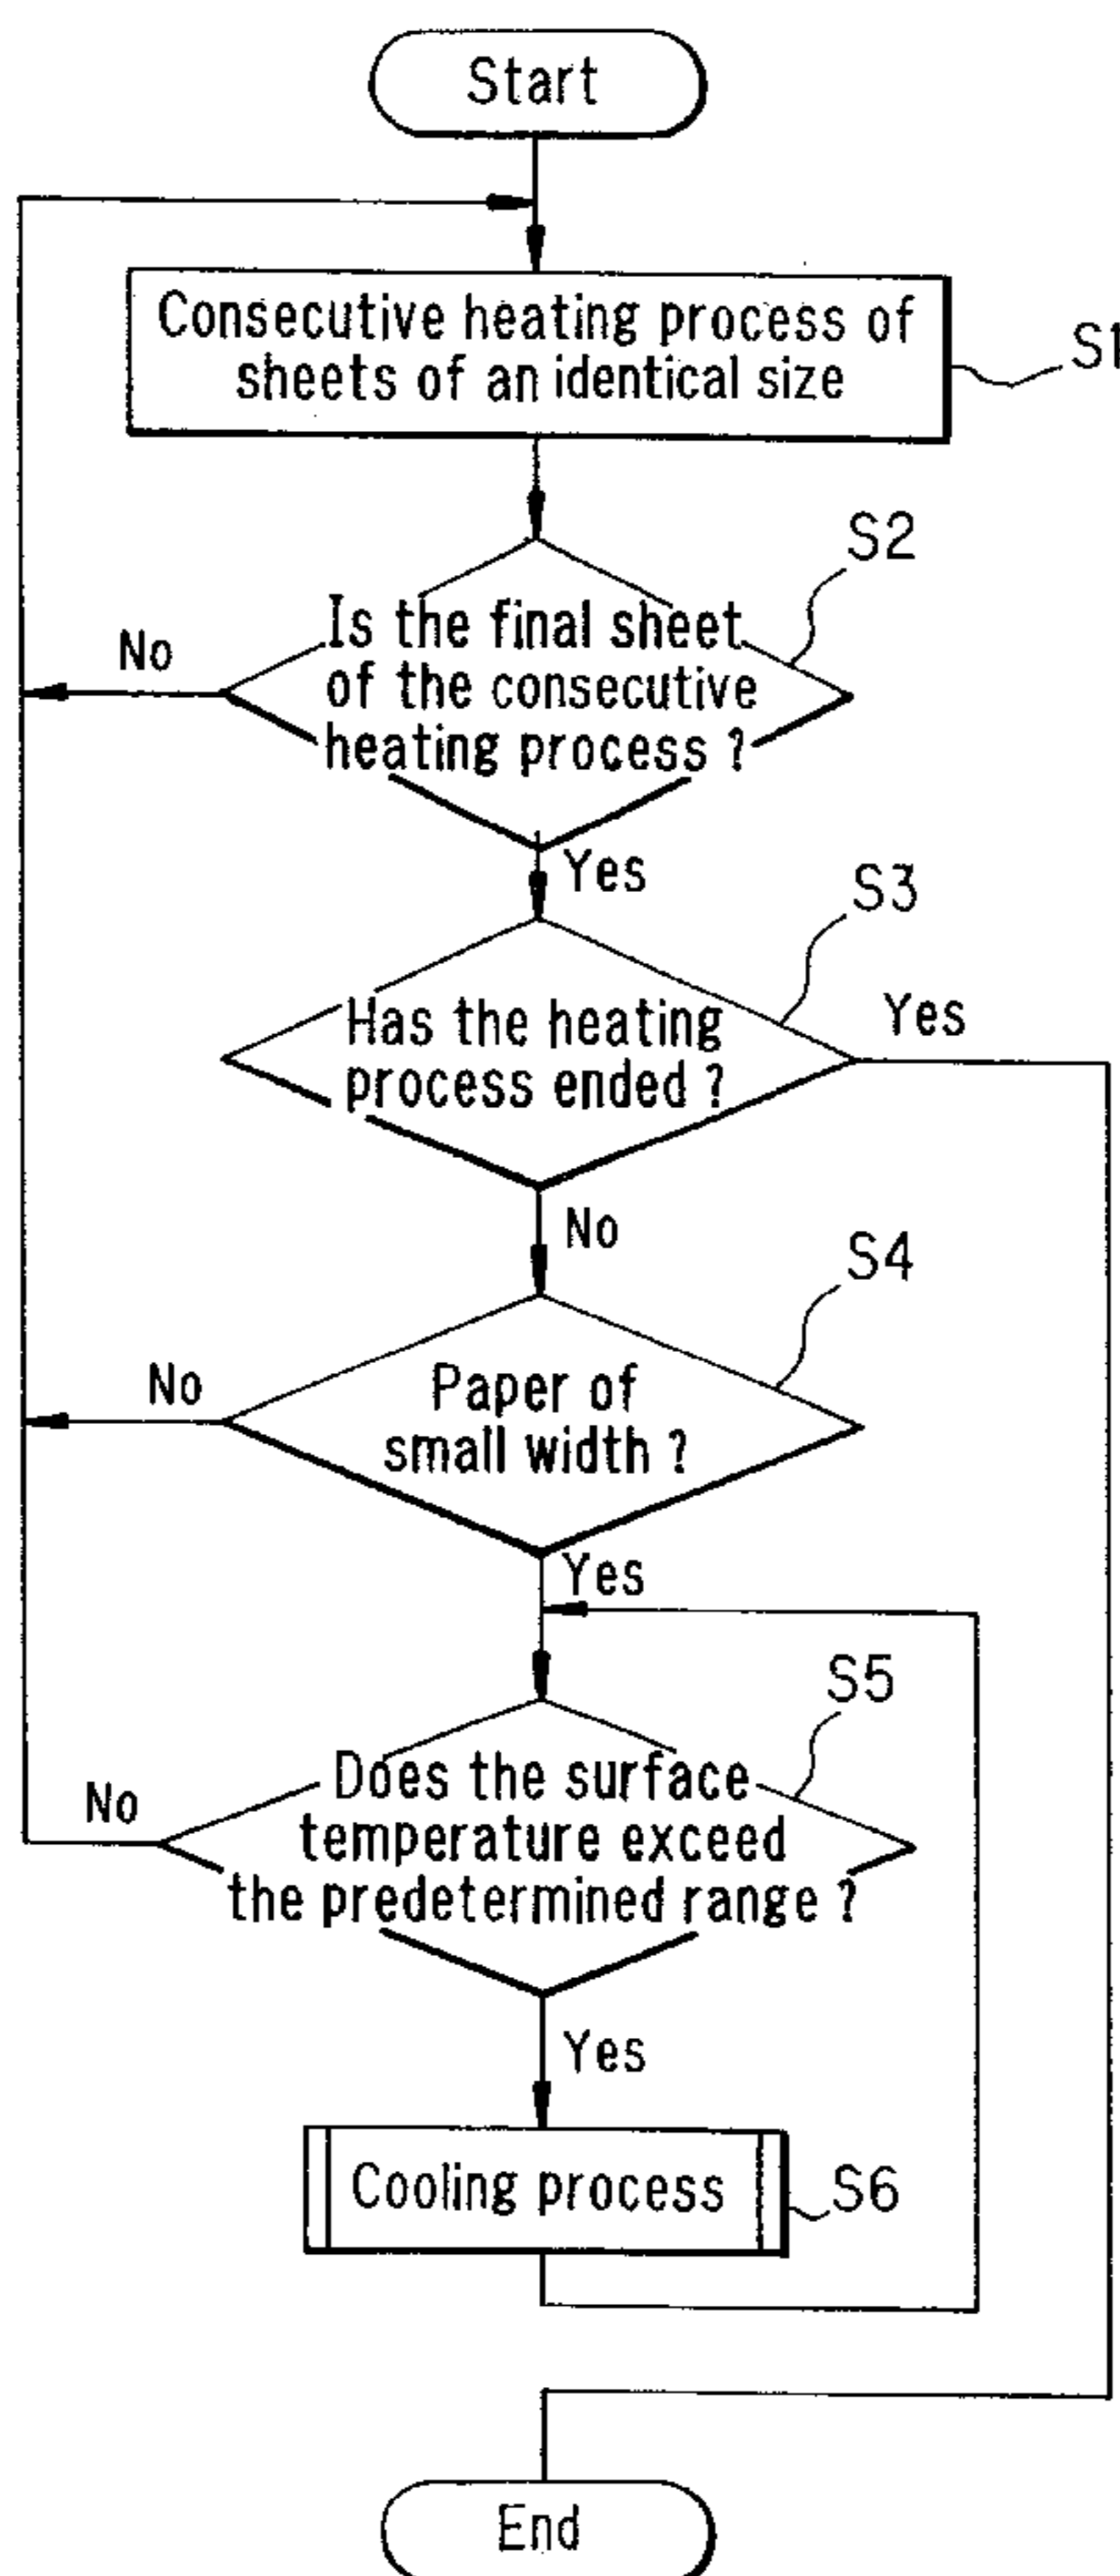 Start
Consecutive heating process of
sheets of an identical size
S1
S2
Is the final sheet
of the consecutive
heating process ?
No
Yes
S3
Has the heating
process ended ?
Yes
No
S4
Paper of
small width ?
No
Yes
S5
Does the surface
temperature exceed
the predetermined range ?
No
Yes
Cooling process
S6
End